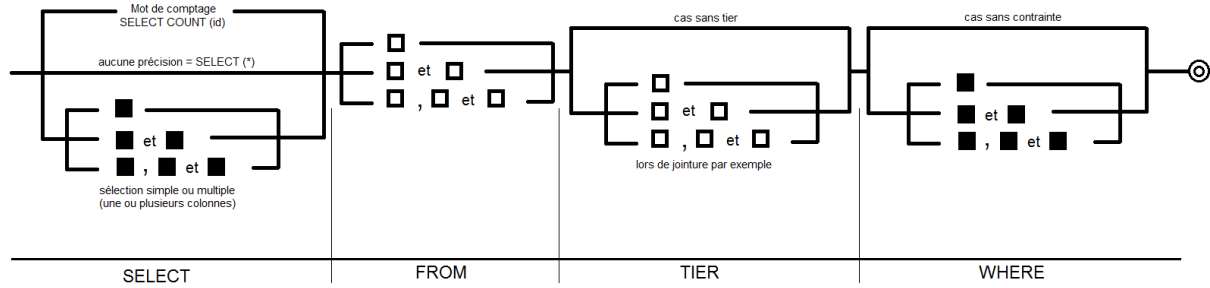 Mot de comptage
SELECT COUNT (id)
aucune précision = SELECT (*)
et
, et
sélection simple ou multiple
(une ou plusieurs colonnes)
et
, et
cas sans tier
et
, et
lors de jointure par exemple
cas sans contrainte
et
, et
SELECT
FROM
TIER
WHERE